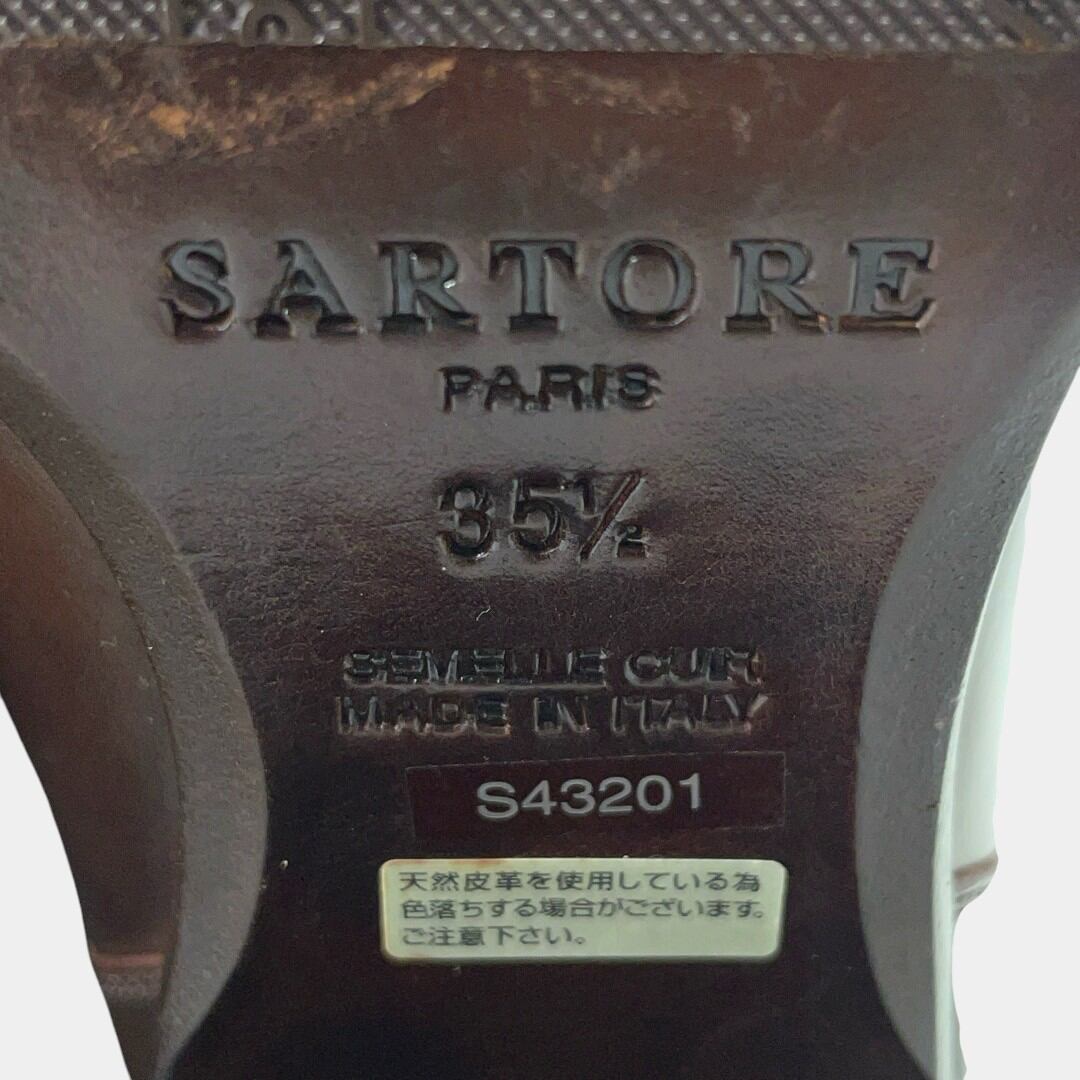 SARTORE
PARIS
35½
SEMELLE CUIR
MADE IN ITALY
S43201
天然皮革を使用している為
色落ちする場合がございます。
ご注意下さい。